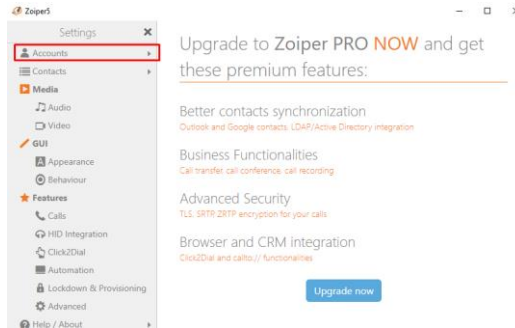 Zoiper5
Settings
Accounts
Contacts
Media
Audio
Video
GUI
Appearance
Behaviour
Features
Calls
HID Integration
Click2Dial
Automation
Lockdown & Provisioning
Advanced
Help / About
Upgrade to Zoiper PRO NOW and get
these premium features:
Better contacts synchronization
Outlook and Google contacts, LDAP/Active Directory integration
Business Functionalities
Call transfer, call conference, call recording
Advanced Security
TLS, SRTP, ZRTP encryption for your calls
Browser and CRM integration
Click2Dial and callto:// functionalities
Upgrade now